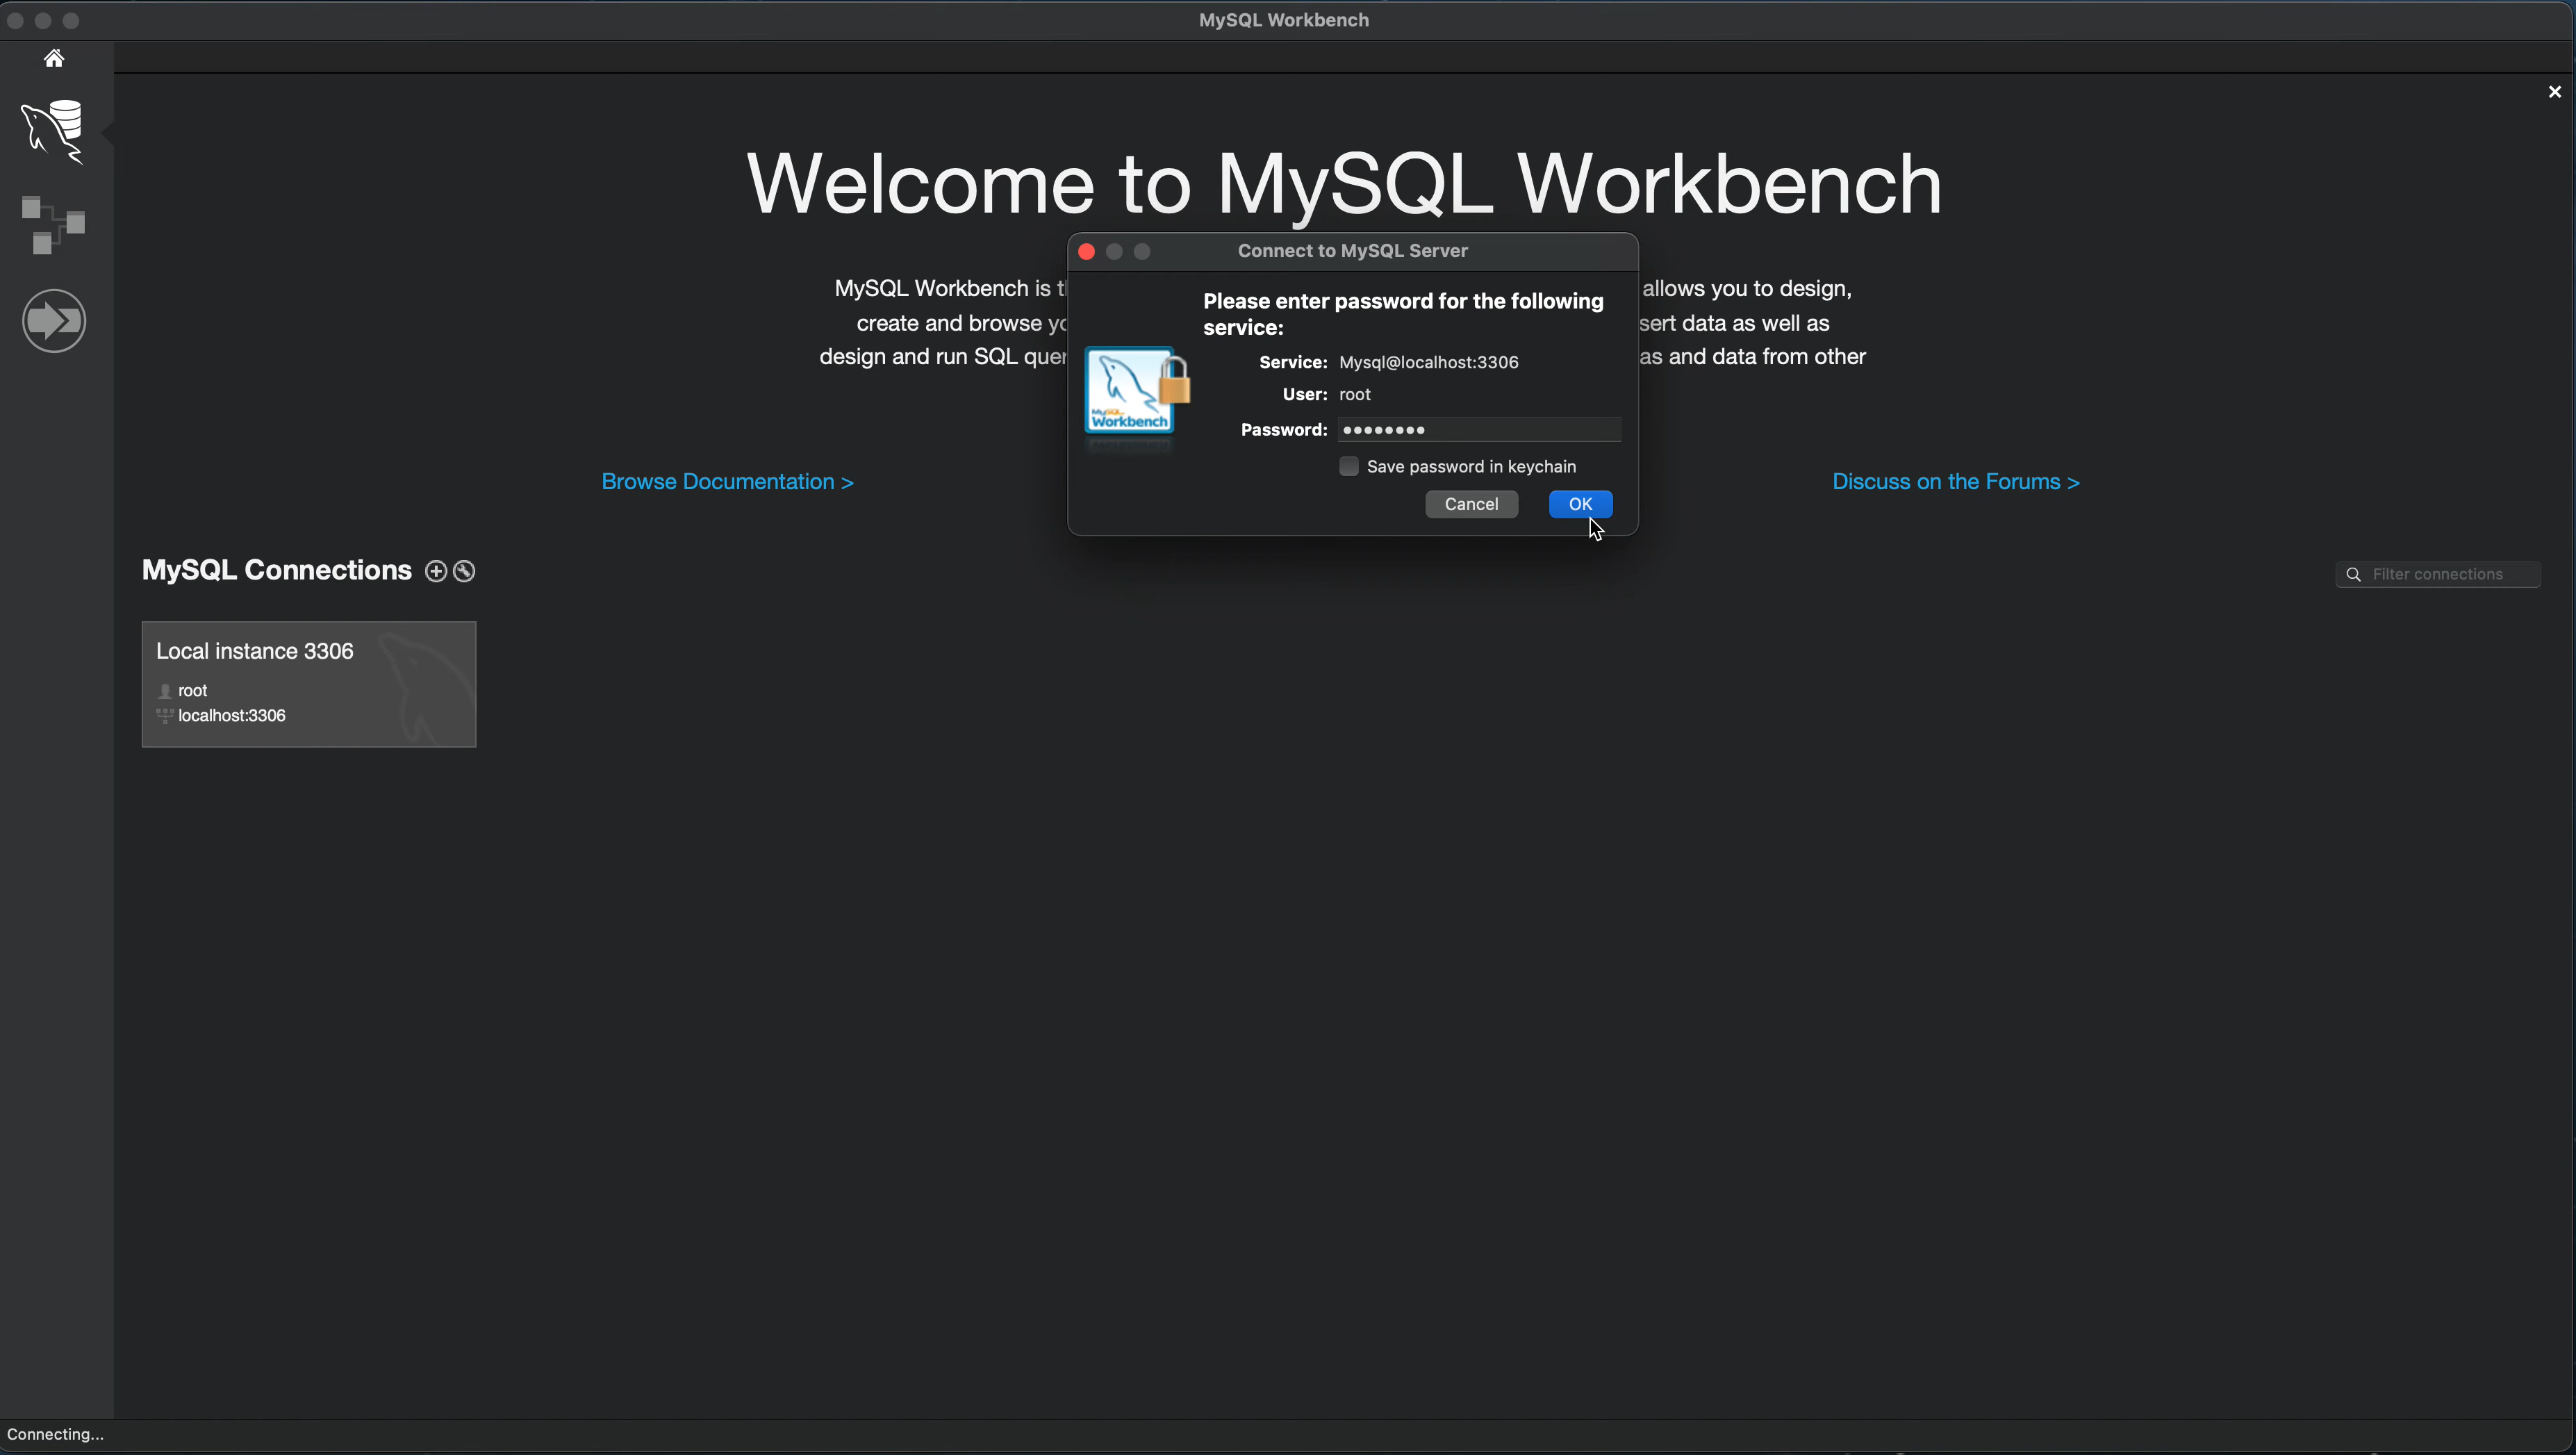 MySQL Workbench
Welcome to MySQL Workbench
Connect to MySQL Server
MySQL Workbench is t
allows you to design,
create and browse yo
sert data as well as
design and run SQL quer
as and data from other
Please enter password for the following
service:
Service: Mysql@localhost:3306
User: root
Password: ●●●●●●●●
MySQL
Workbench
Save password in keychain
Cancel OK
Browse Documentation >
Discuss on the Forums >
MySQL Connections
Filter connections
Local instance 3306
root
localhost:3306
Connecting...